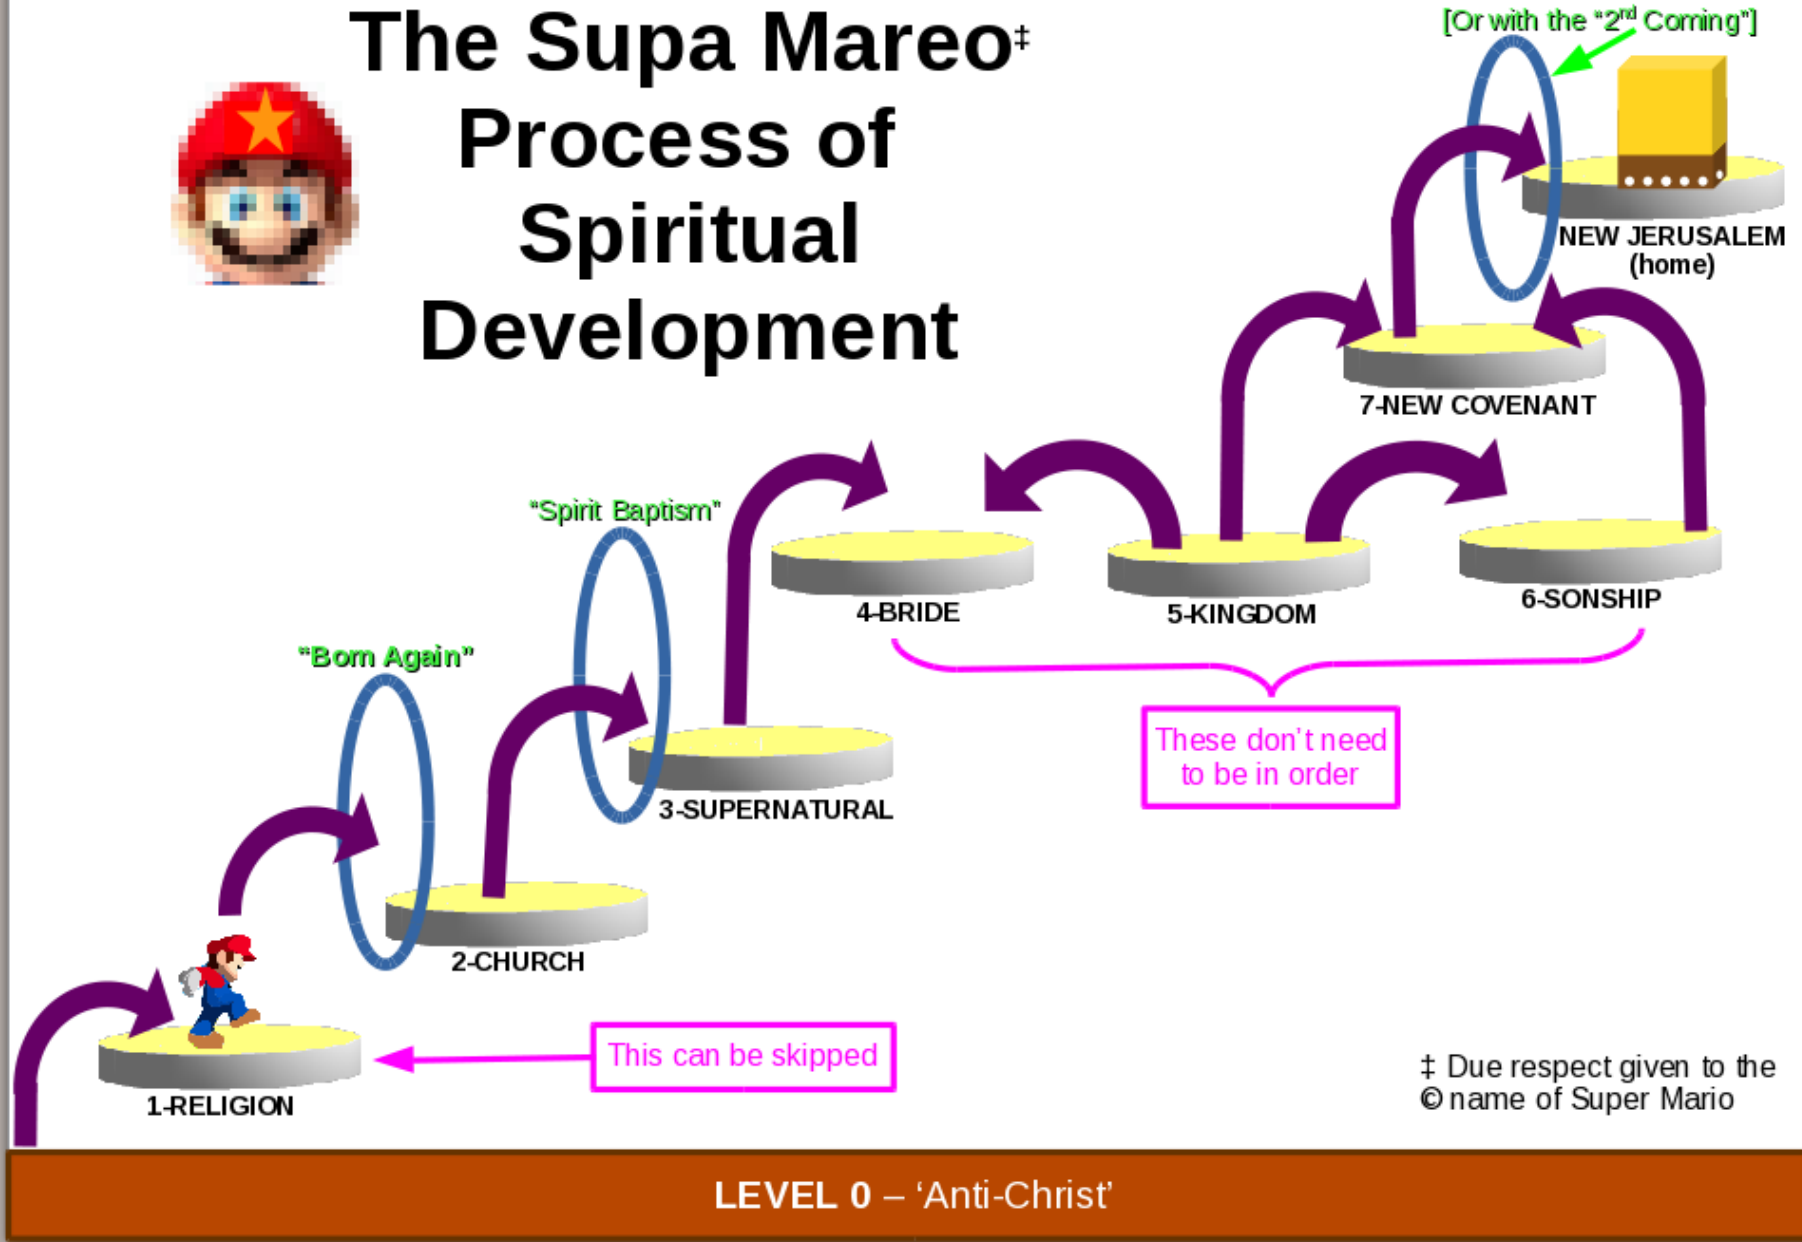 The Supa Mareo‡
Process of
Spiritual
Development
[Or with the “2nd Coming”]
NEW JERUSALEM
(home)
7-NEW COVENANT
“Spirit Baptism”
4-BRIDE
5-KINGDOM
6-SONSHIP
“Born Again”
These don’t need
to be in order
3-SUPERNATURAL
2-CHURCH
This can be skipped
1-RELIGION
‡ Due respect given to the
© name of Super Mario
LEVEL 0 – ‘Anti-Christ’